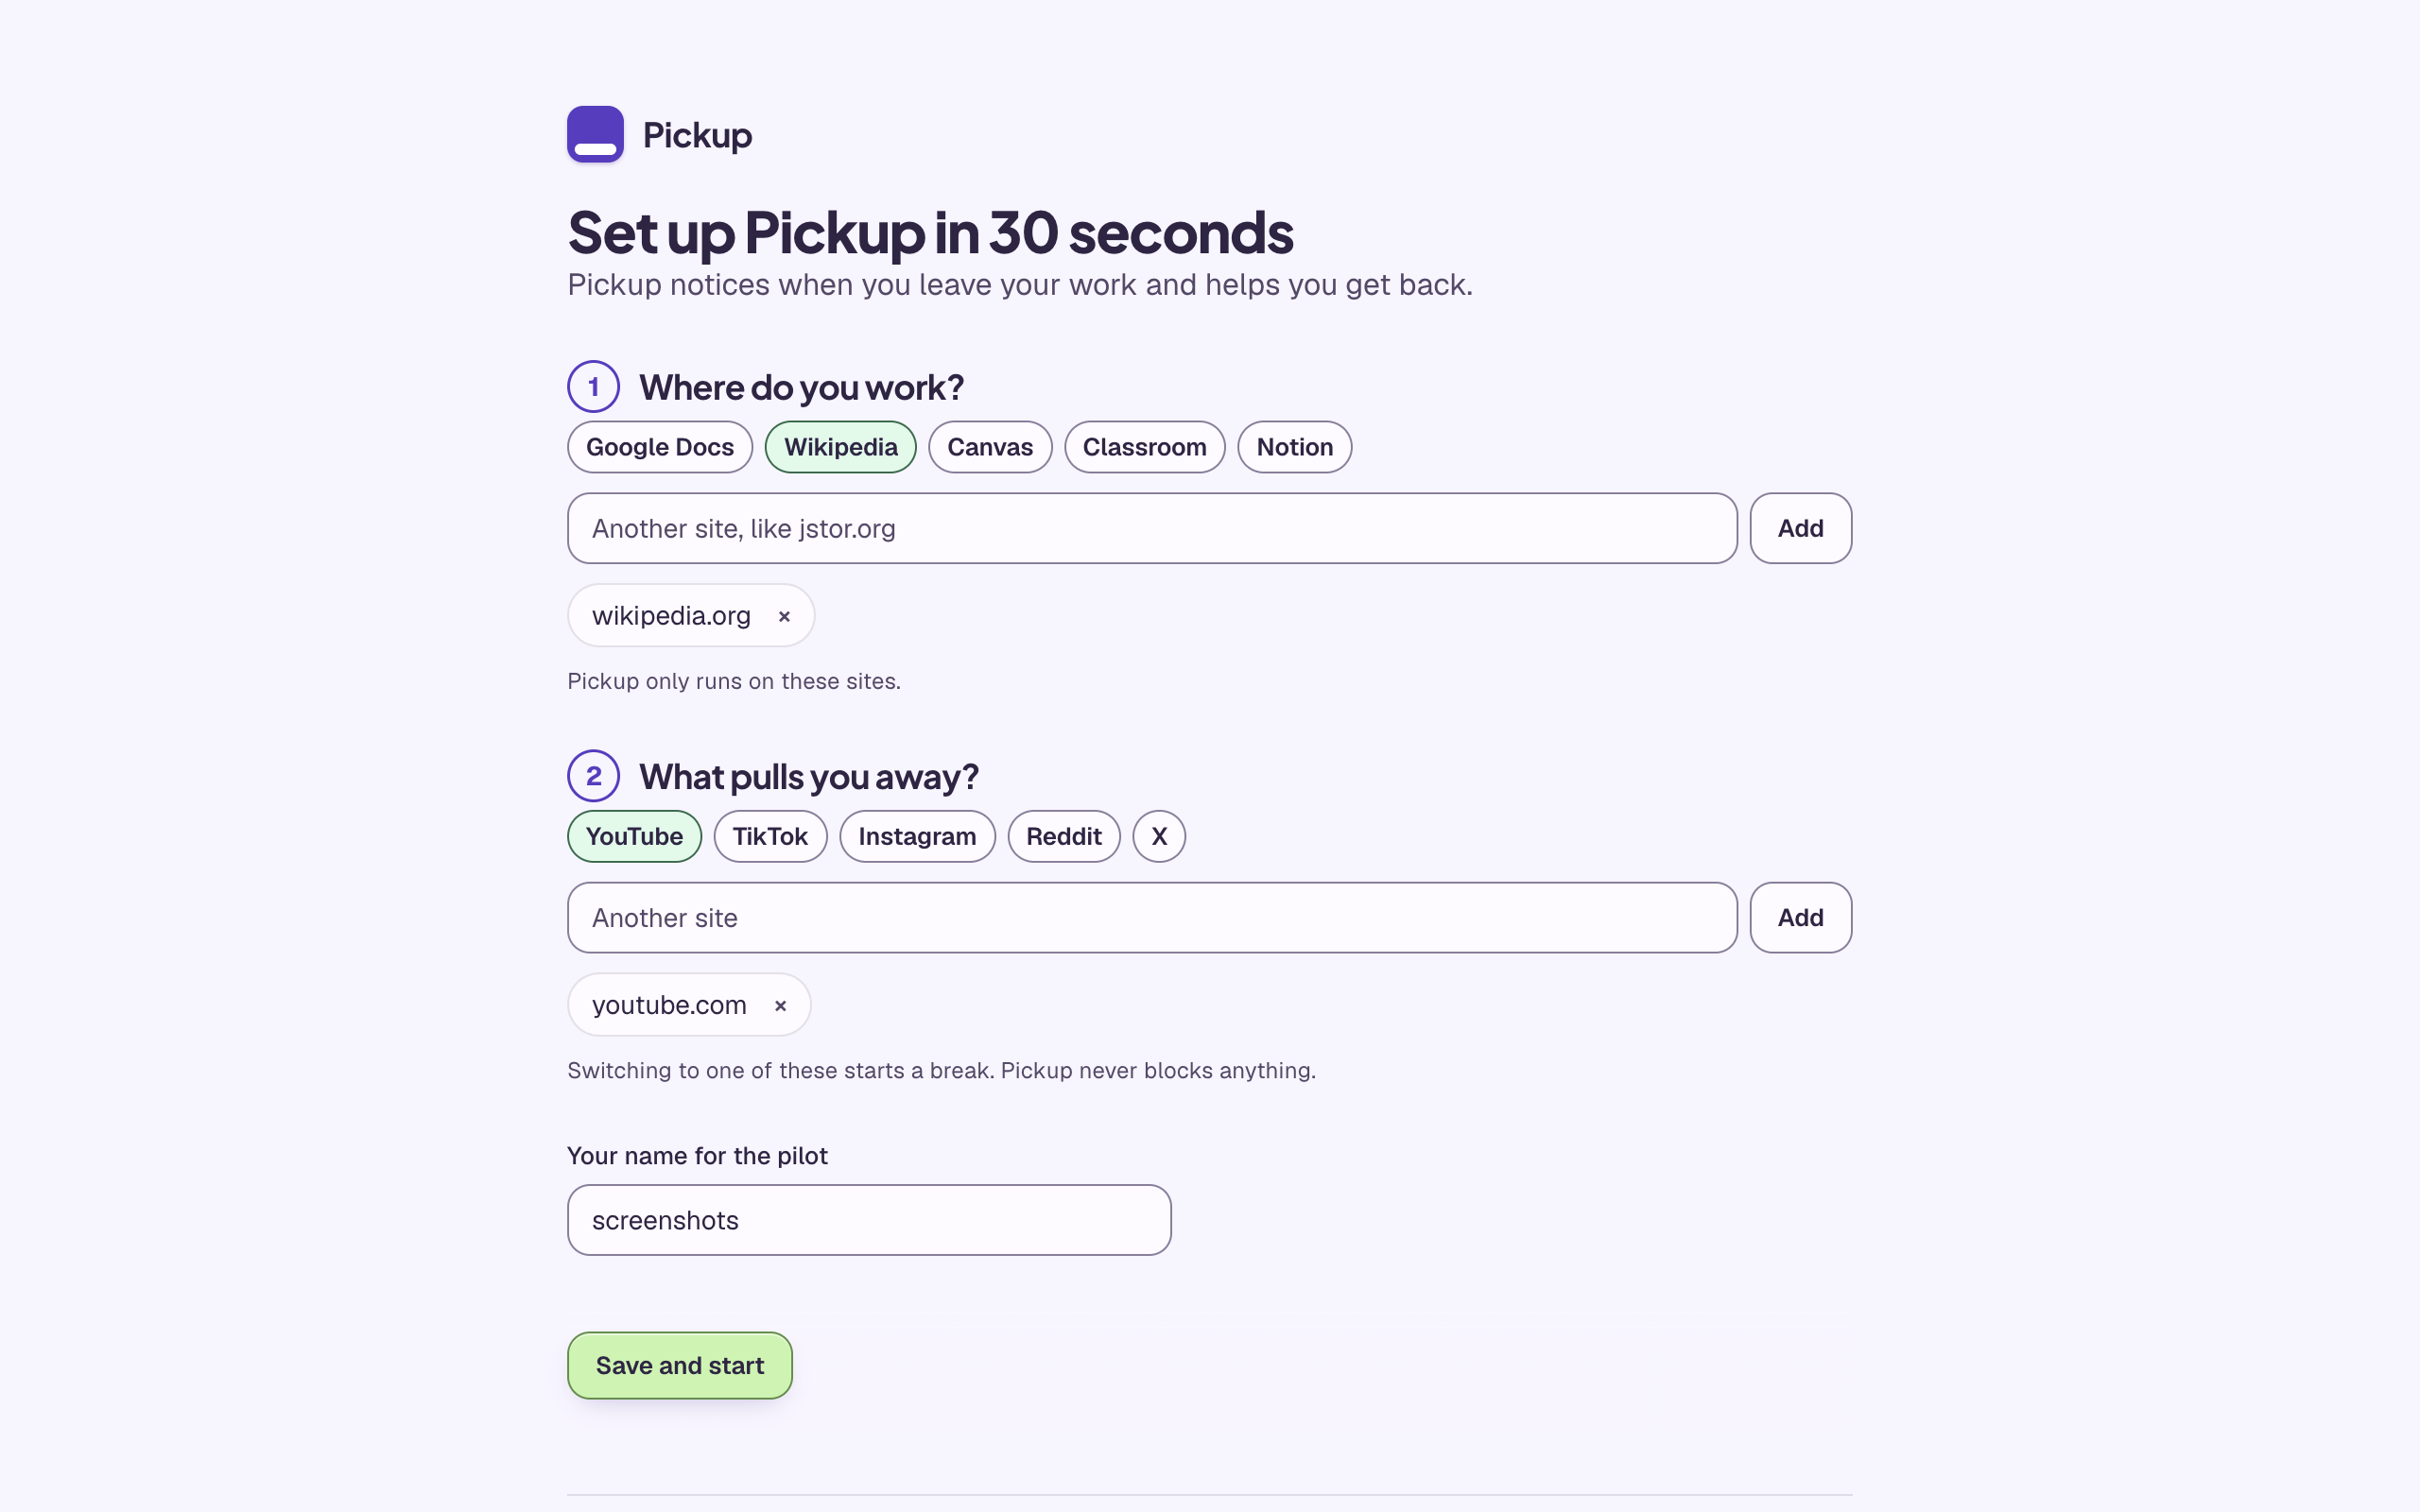 Pickup
Set up Pickup in 30 seconds
Pickup notices when you leave your work and helps you get back.
1 Where do you work?
Google Docs Wikipedia Canvas Classroom Notion
Another site, like jstor.org Add
wikipedia.org ×
Pickup only runs on these sites.
2 What pulls you away?
YouTube TikTok Instagram Reddit X
Another site Add
youtube.com ×
Switching to one of these starts a break. Pickup never blocks anything.
Your name for the pilot
screenshots
Save and start